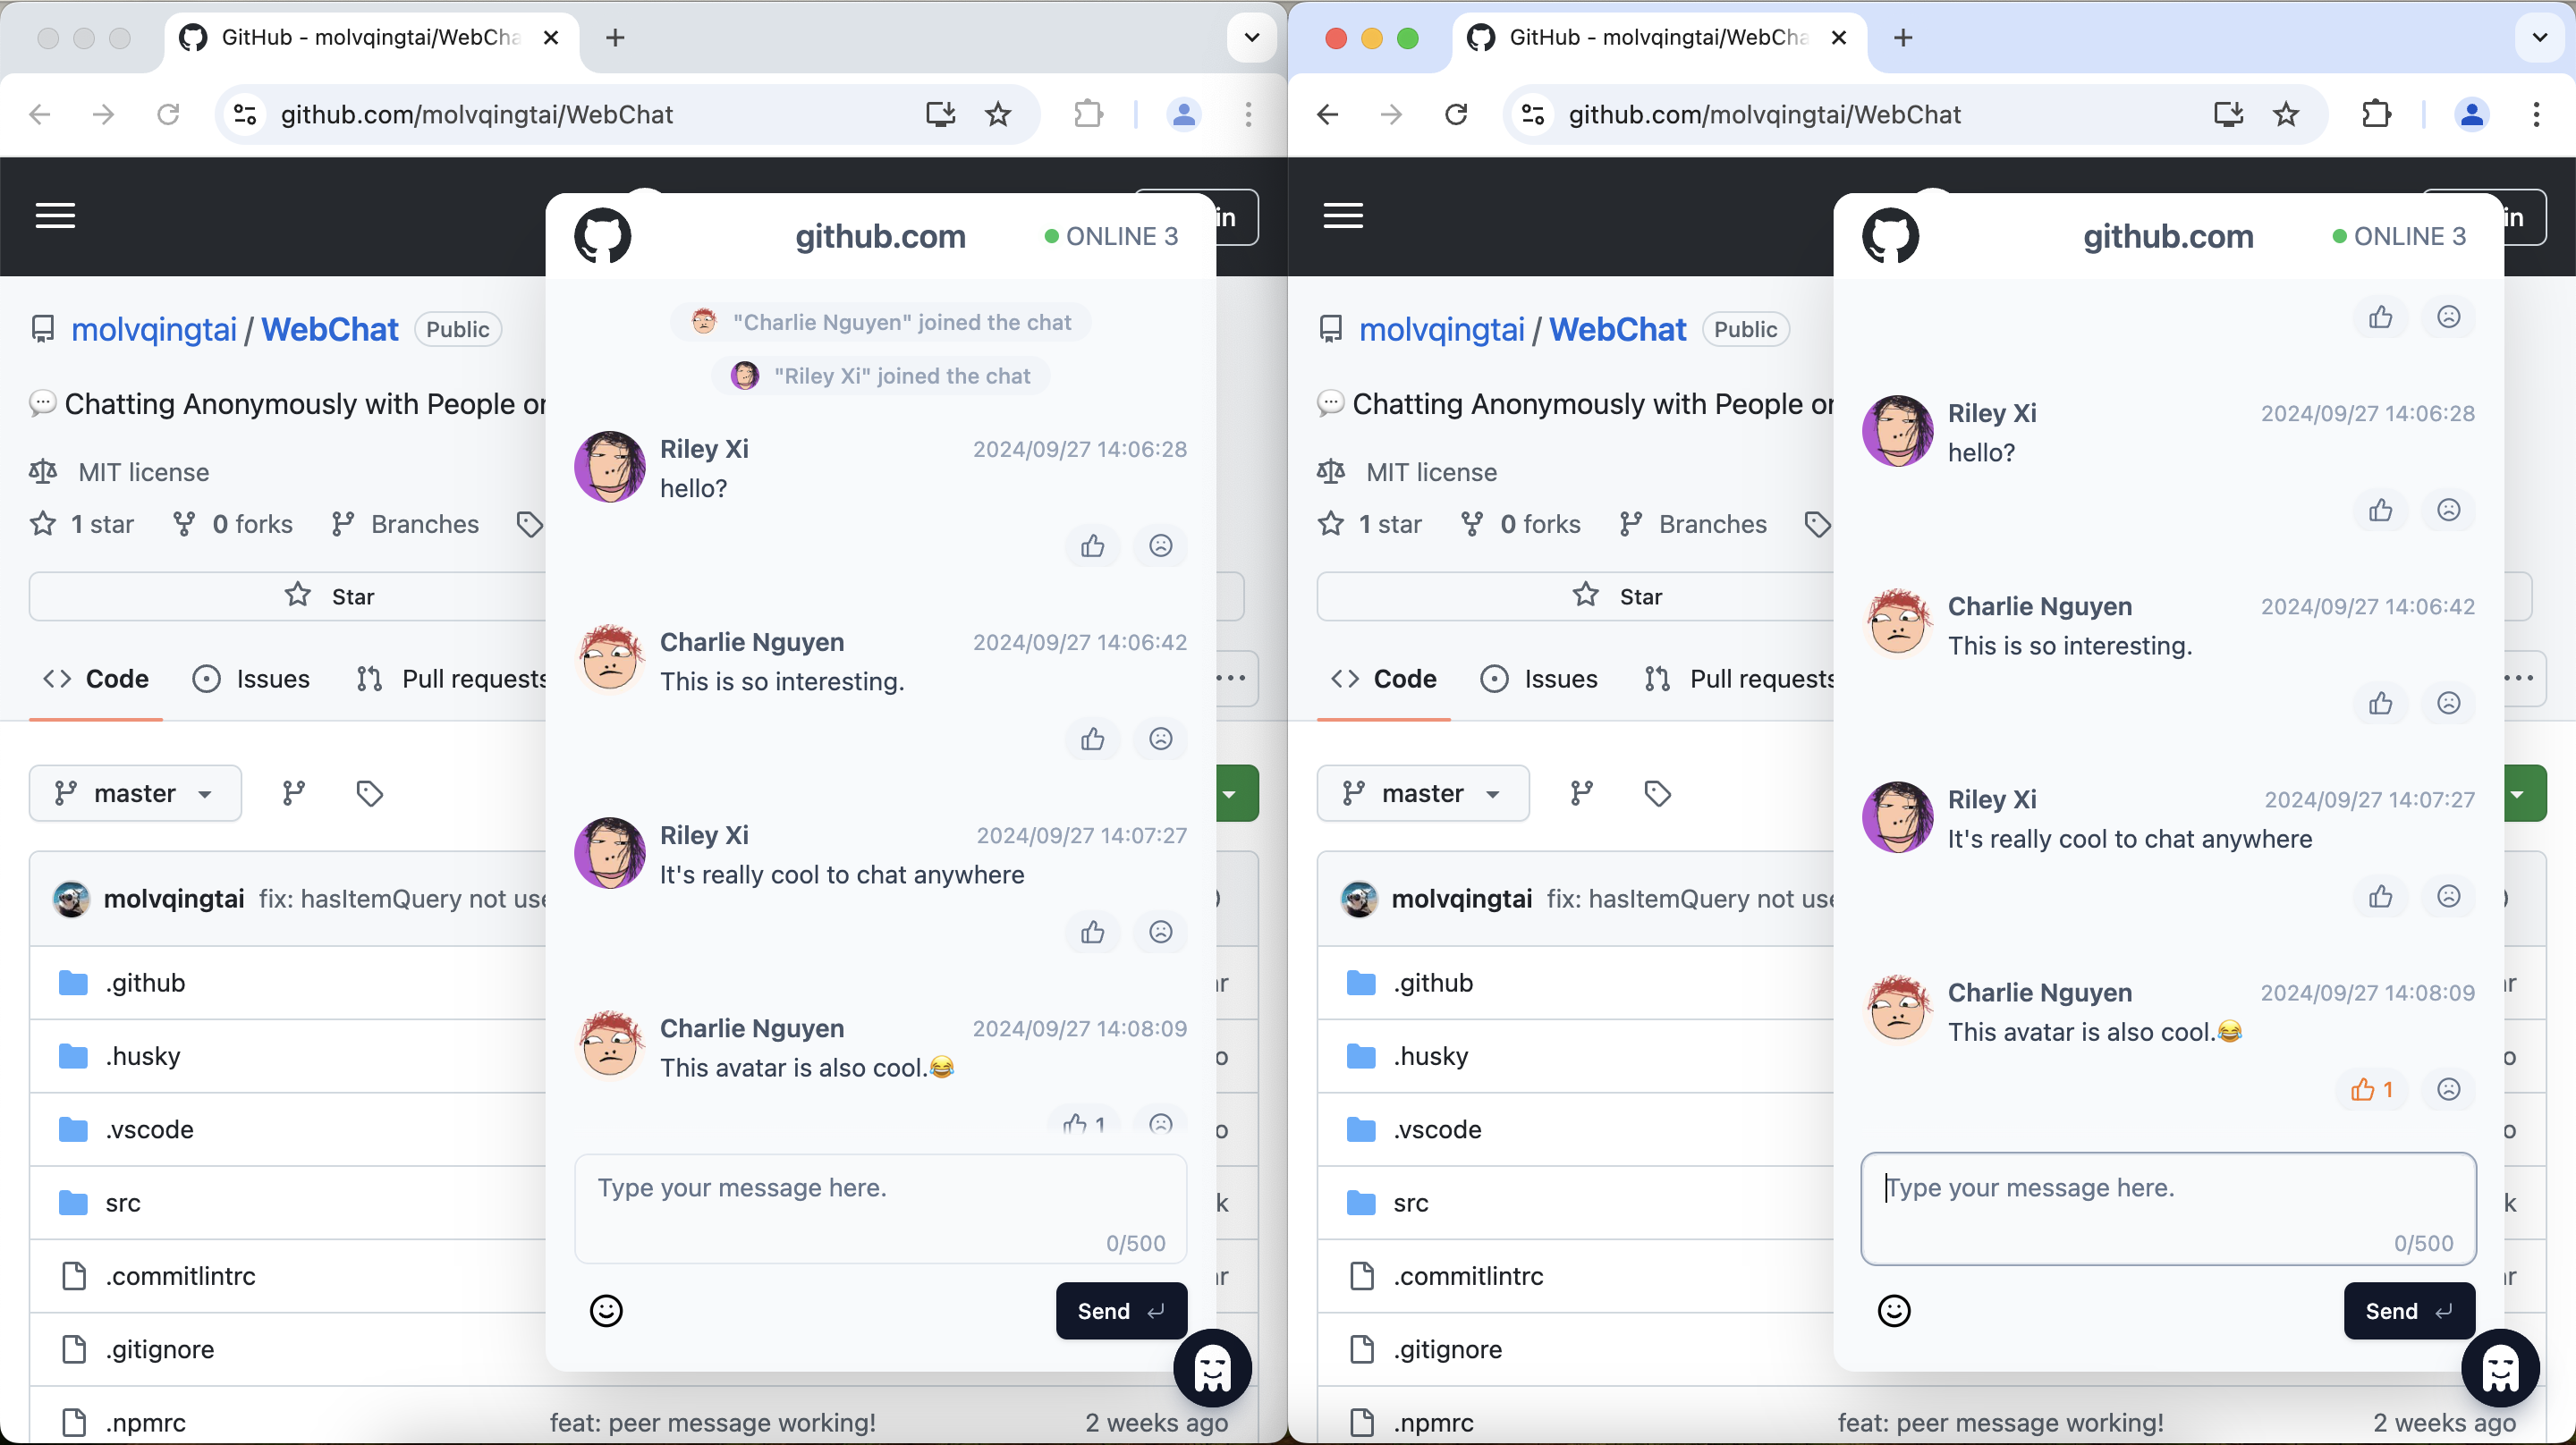 GitHub - molvqingtai/WebCha
github.com/molvqingtai/WebChat
in
github.com
ONLINE 3
molvqingtai / WebChat Public
Chatting Anonymously with People or
MIT license
1 star 0 forks Branches
Star
Code Issues Pull requests
master
molvqingtai fix: hasItemQuery not use
.github
.husky
.vscode
src
.commitlintrc
.gitignore
.npmrc feat: peer message working! 2 weeks ago
"Charlie Nguyen" joined the chat
"Riley Xi" joined the chat
Riley Xi 2024/09/27 14:06:28
hello?
Charlie Nguyen 2024/09/27 14:06:42
This is so interesting.
Riley Xi 2024/09/27 14:07:27
It's really cool to chat anywhere
Charlie Nguyen 2024/09/27 14:08:09
This avatar is also cool.😂
1
Type your message here.
0/500
Send
GitHub - molvqingtai/WebCha
github.com/molvqingtai/WebChat
in
github.com
ONLINE 3
molvqingtai / WebChat Public
Chatting Anonymously with People or
MIT license
1 star 0 forks Branches
Star
Code Issues Pull requests
master
molvqingtai fix: hasItemQuery not use
.github
.husky
.vscode
src
.commitlintrc
.gitignore
.npmrc feat: peer message working! 2 weeks ago
Riley Xi 2024/09/27 14:06:28
hello?
Charlie Nguyen 2024/09/27 14:06:42
This is so interesting.
Riley Xi 2024/09/27 14:07:27
It's really cool to chat anywhere
Charlie Nguyen 2024/09/27 14:08:09
This avatar is also cool.😂
1
Type your message here.
0/500
Send